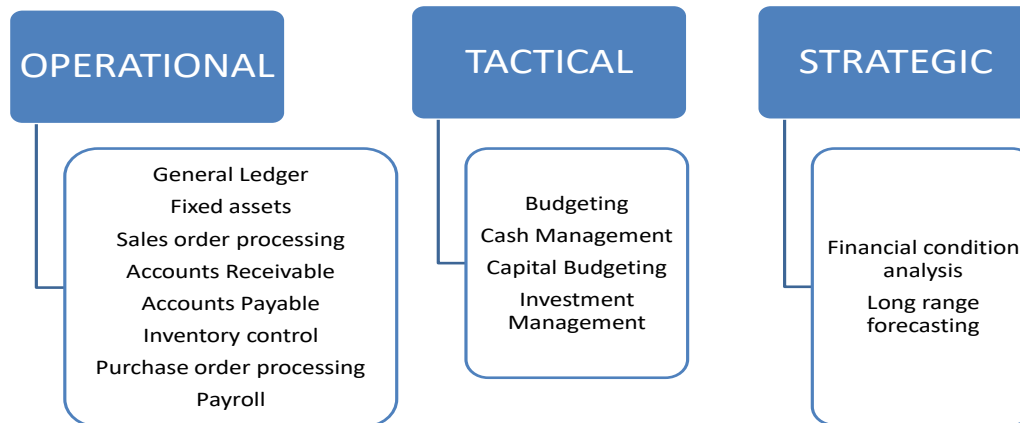 OPERATIONAL
General Ledger
Fixed assets
Sales order processing
Accounts Receivable
Accounts Payable
Inventory control
Purchase order processing
Payroll
TACTICAL
Budgeting
Cash Management
Capital Budgeting
Investment
Management
STRATEGIC
Financial condition
analysis
Long range
forecasting